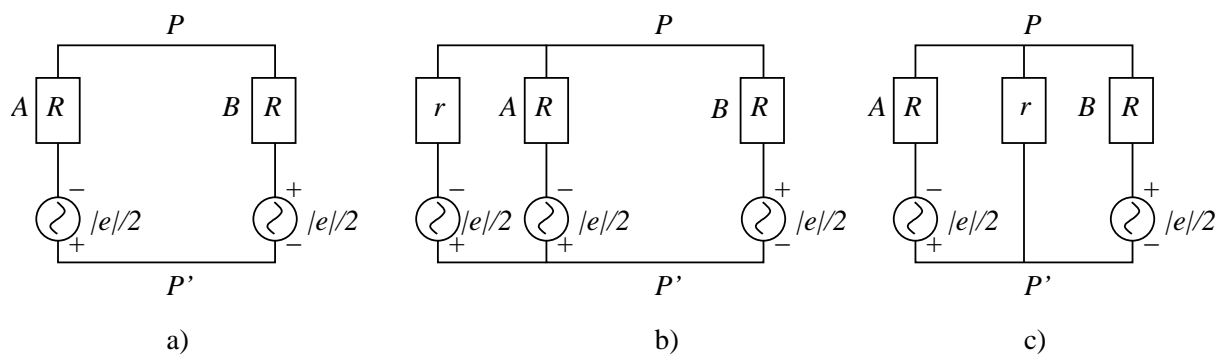 P P P
A R B R r A R B R A R r B R
− + − − + − +
|e|/2 |e|/2 |e|/2 |e|/2 |e|/2 |e|/2 |e|/2
+ − + + − + −
P’ P’ P’
a) b) c)